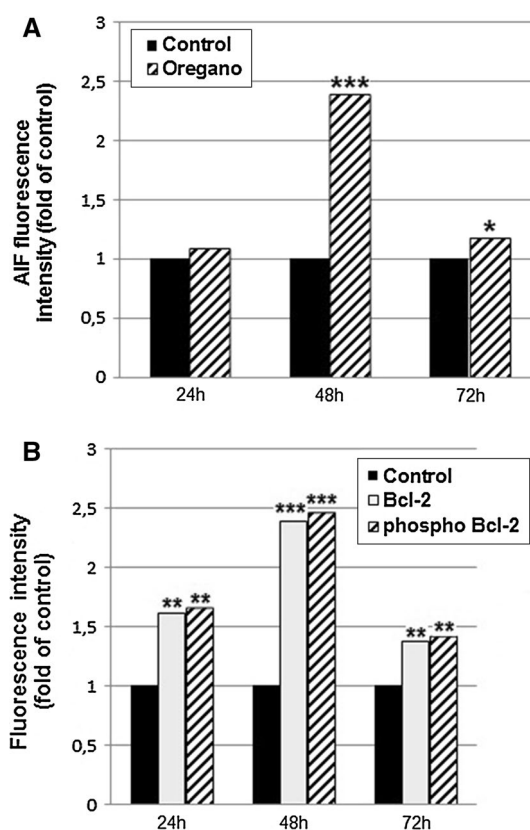 A
Control
Oregano
AIF fluorescence
intensity (fold of control)
3
2,5
2
1,5
1
0,5
0
***
*
24h
48h
72h
B
Control
Bcl-2
phospho Bcl-2
Fluorescence intensity
(fold of control)
3
2,5
2
1,5
1
0,5
0
** **
*** ***
** **
24h
48h
72h